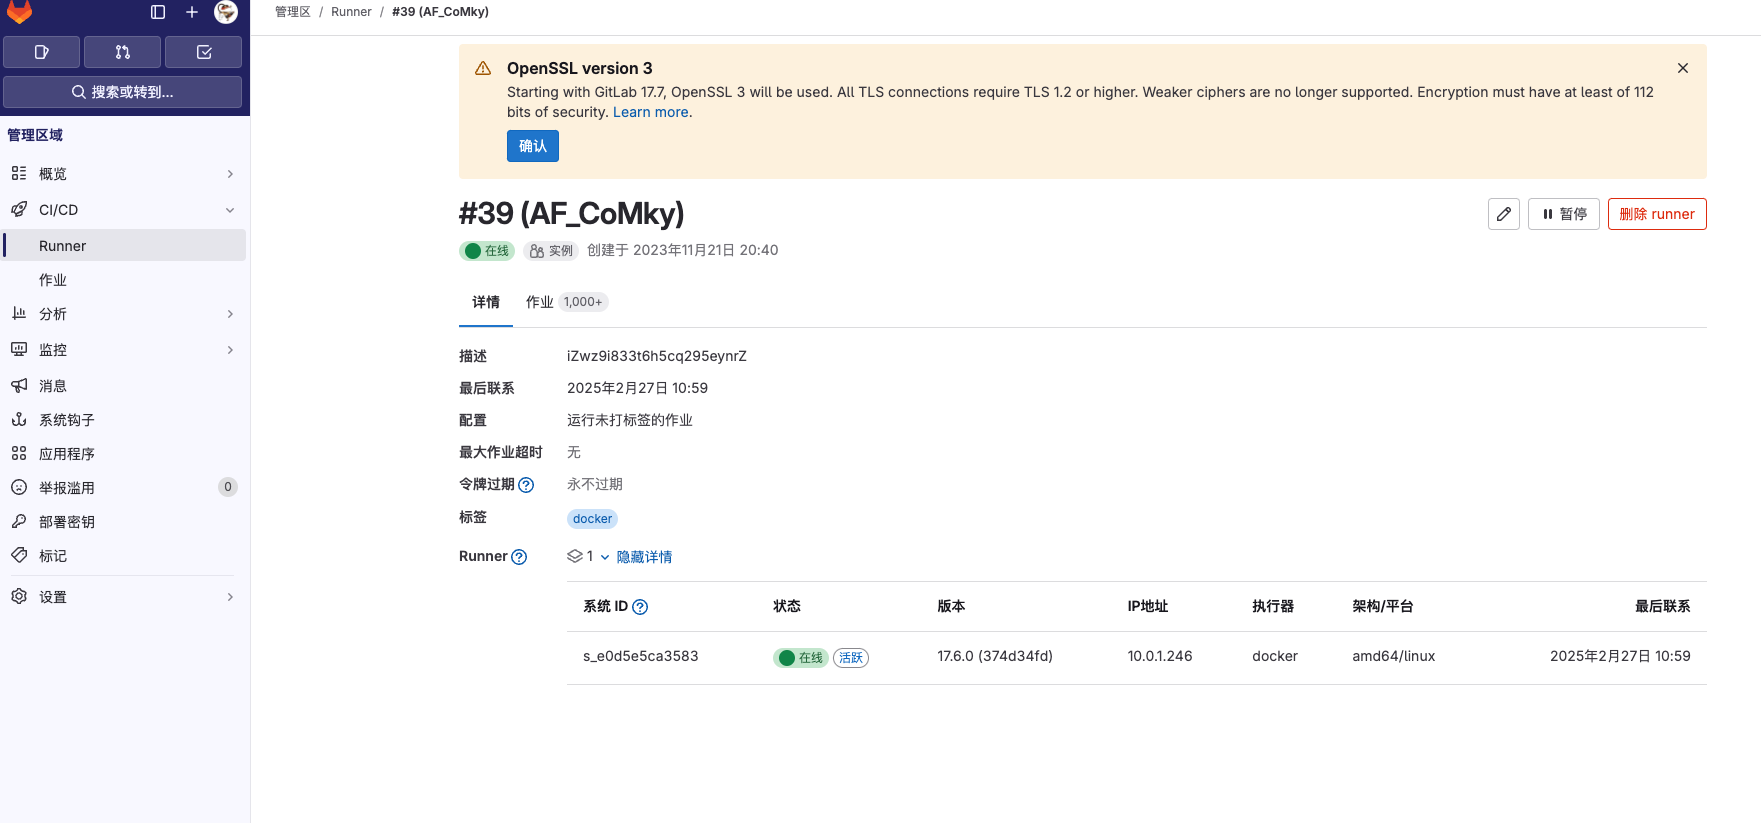 管理区 / Runner / #39 (AF_CoMky)
搜索或转到...
管理区域
概览
CI/CD
Runner
作业
分析
监控
消息
系统钩子
应用程序
举报滥用 0
部署密钥
标记
设置
OpenSSL version 3
Starting with GitLab 17.7, OpenSSL 3 will be used. All TLS connections require TLS 1.2 or higher. Weaker ciphers are no longer supported. Encryption must have at least of 112
bits of security. Learn more.
确认
#39 (AF_CoMky)
暂停 删除 runner
在线 实例 创建于 2023年11月21日 20:40
详情 作业 1,000+
描述 iZwz9i833t6h5cq295eynrZ
最后联系 2025年2月27日 10:59
配置 运行未打标签的作业
最大作业超时 无
令牌过期 ? 永不过期
标签 docker
Runner ? 1 隐藏详情
系统 ID ? 状态 版本 IP地址 执行器 架构/平台 最后联系
s_e0d5e5ca3583 在线 活跃 17.6.0 (374d34fd) 10.0.1.246 docker amd64/linux 2025年2月27日 10:59